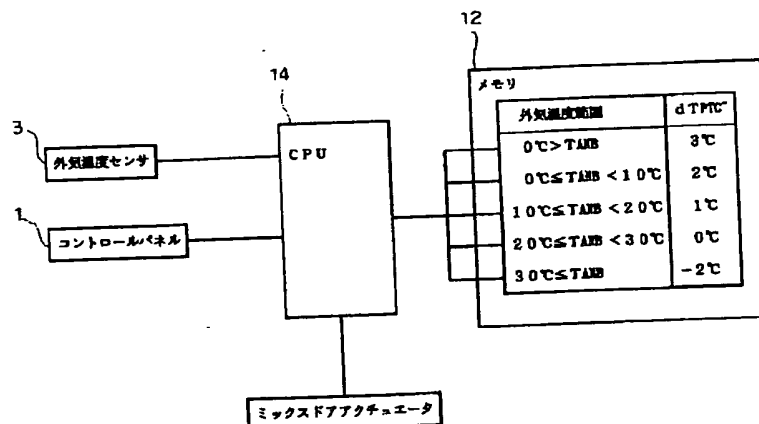 12
メモリ
14
CPU
3
外気温度センサ
1
コントロールパネル
外気温度範囲 dTPTC"
0℃>TAMB 3℃
0℃≦TAMB<10℃ 2℃
10℃≦TAMB<20℃ 1℃
20℃≦TAMB<30℃ 0℃
30℃≦TAMB -2℃
ミックスドアアクチュエータ